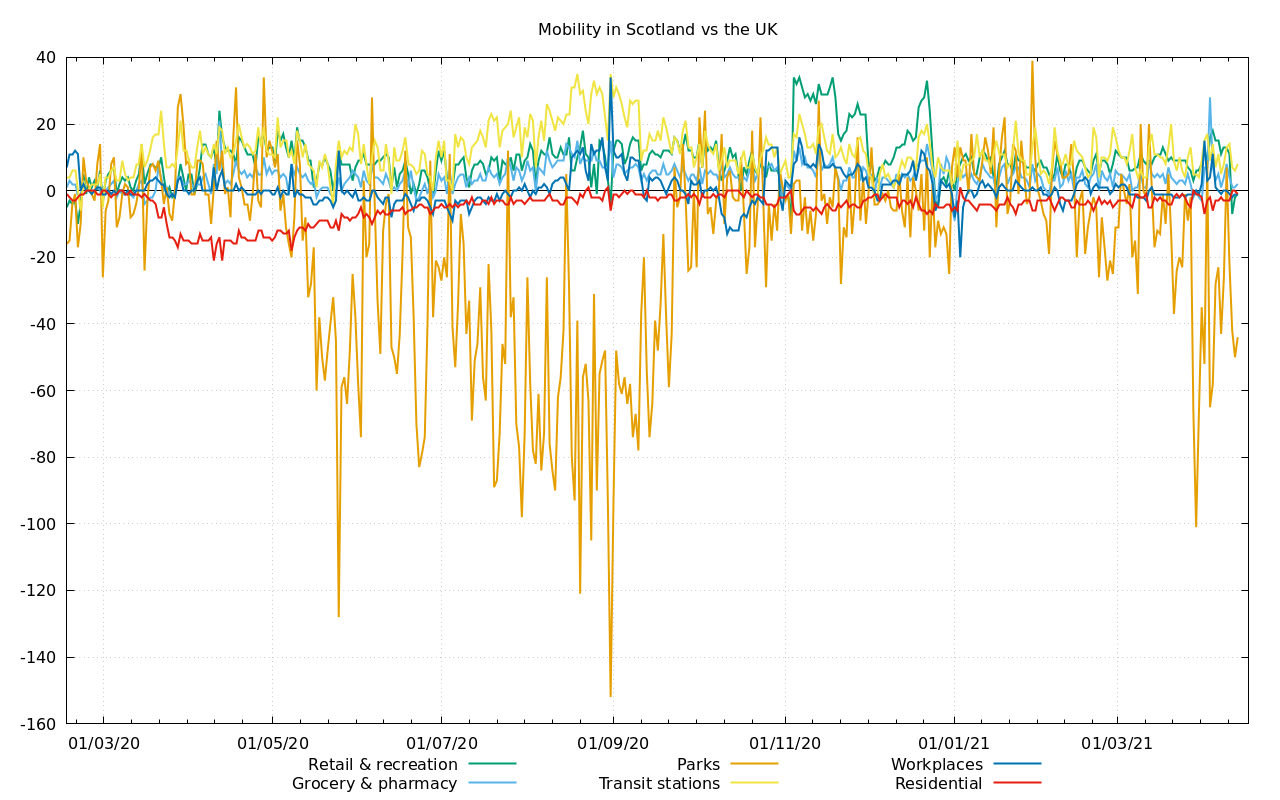 Mobility in Scotland vs the UK
40
20
0
-20
-40
-60
-80
-100
-120
-140
-160
01/03/20 01/05/20 01/07/20 01/09/20 01/11/20 01/01/21 01/03/21
Retail & recreation Parks Workplaces
Grocery & pharmacy Transit stations Residential